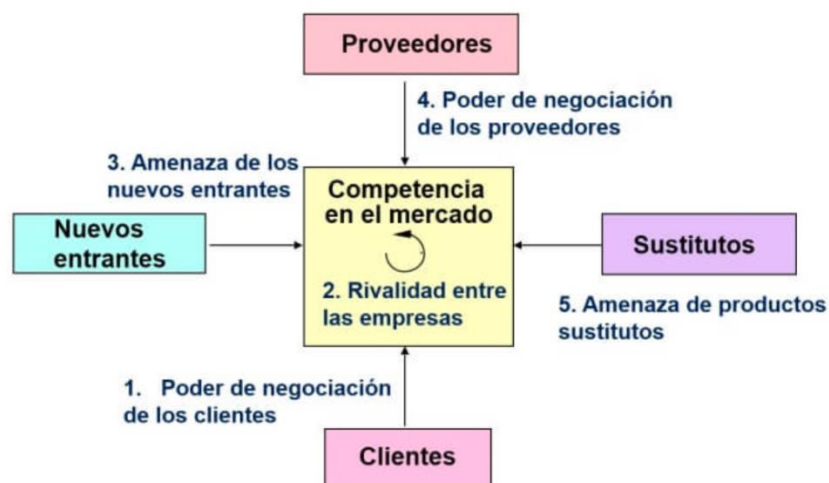 Proveedores
4. Poder de negociación
de los proveedores
3. Amenaza de los
nuevos entrantes
Competencia
en el mercado
Nuevos
entrantes
Sustitutos
2. Rivalidad entre
las empresas
5. Amenaza de productos
sustitutos
1. Poder de negociación
de los clientes
Clientes